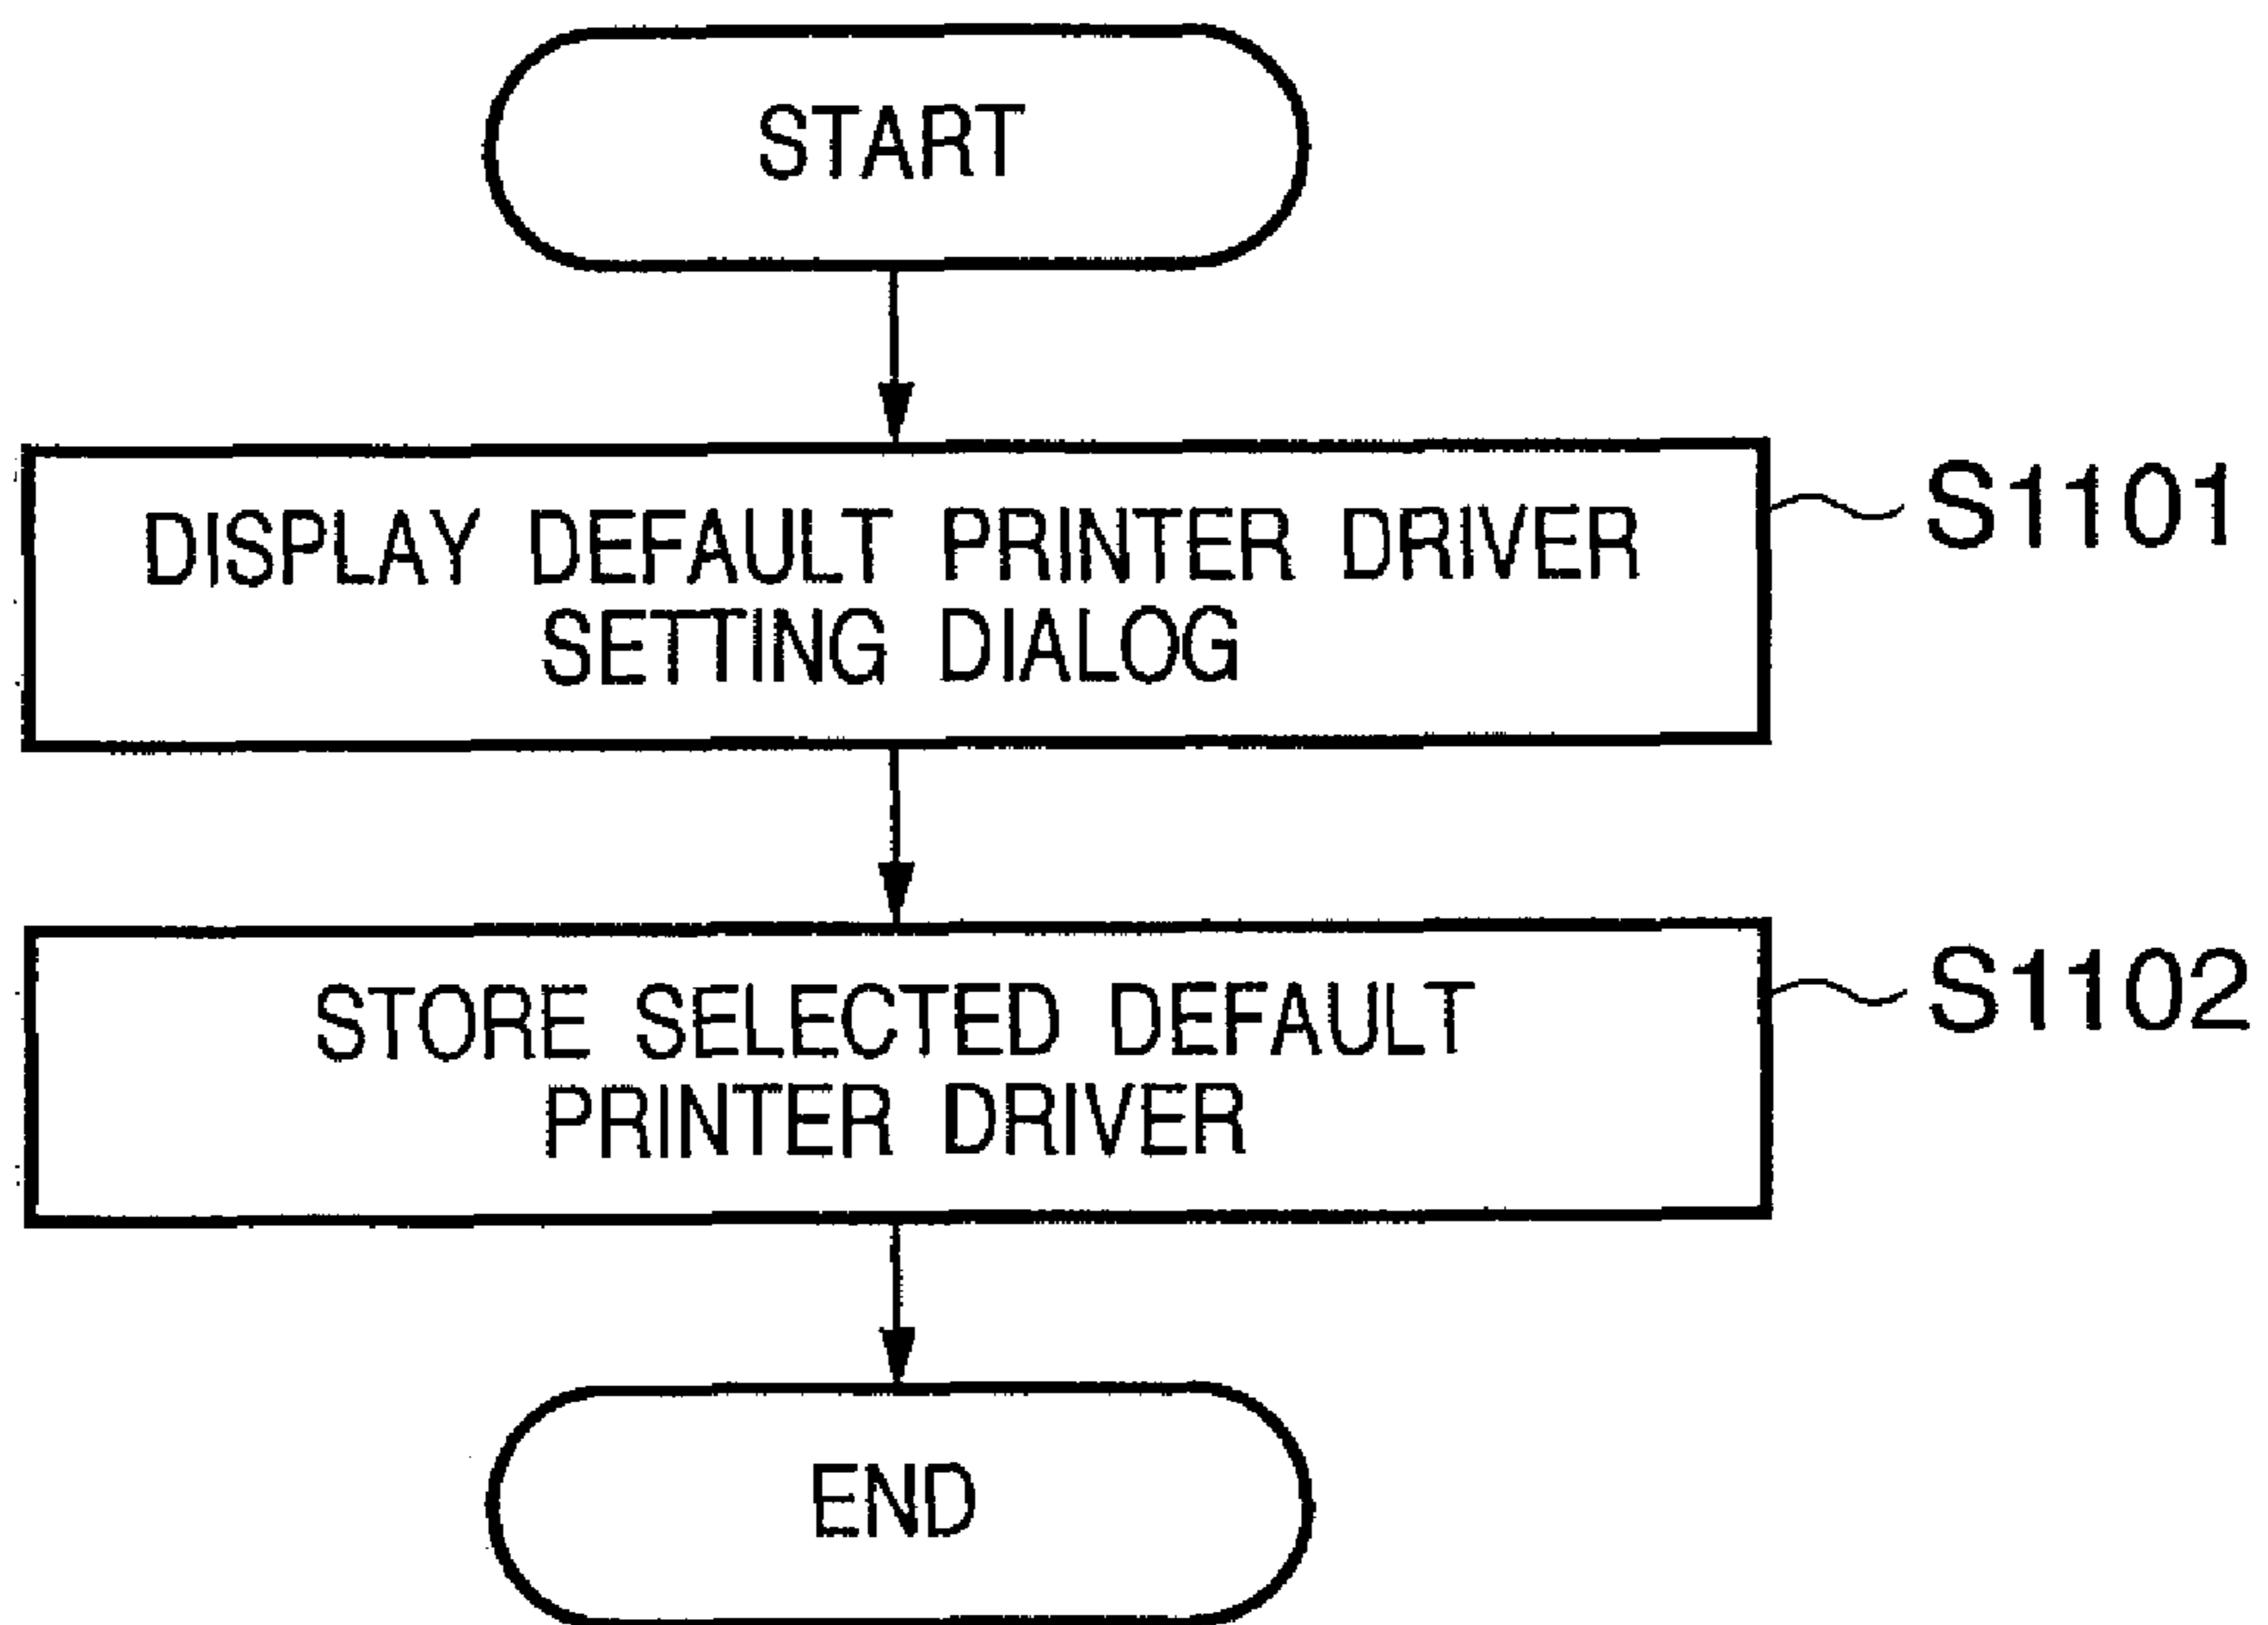 START
DISPLAY DEFAULT PRINTER DRIVER
SETTING DIALOG
S1101
STORE SELECTED DEFAULT
PRINTER DRIVER
S1102
END